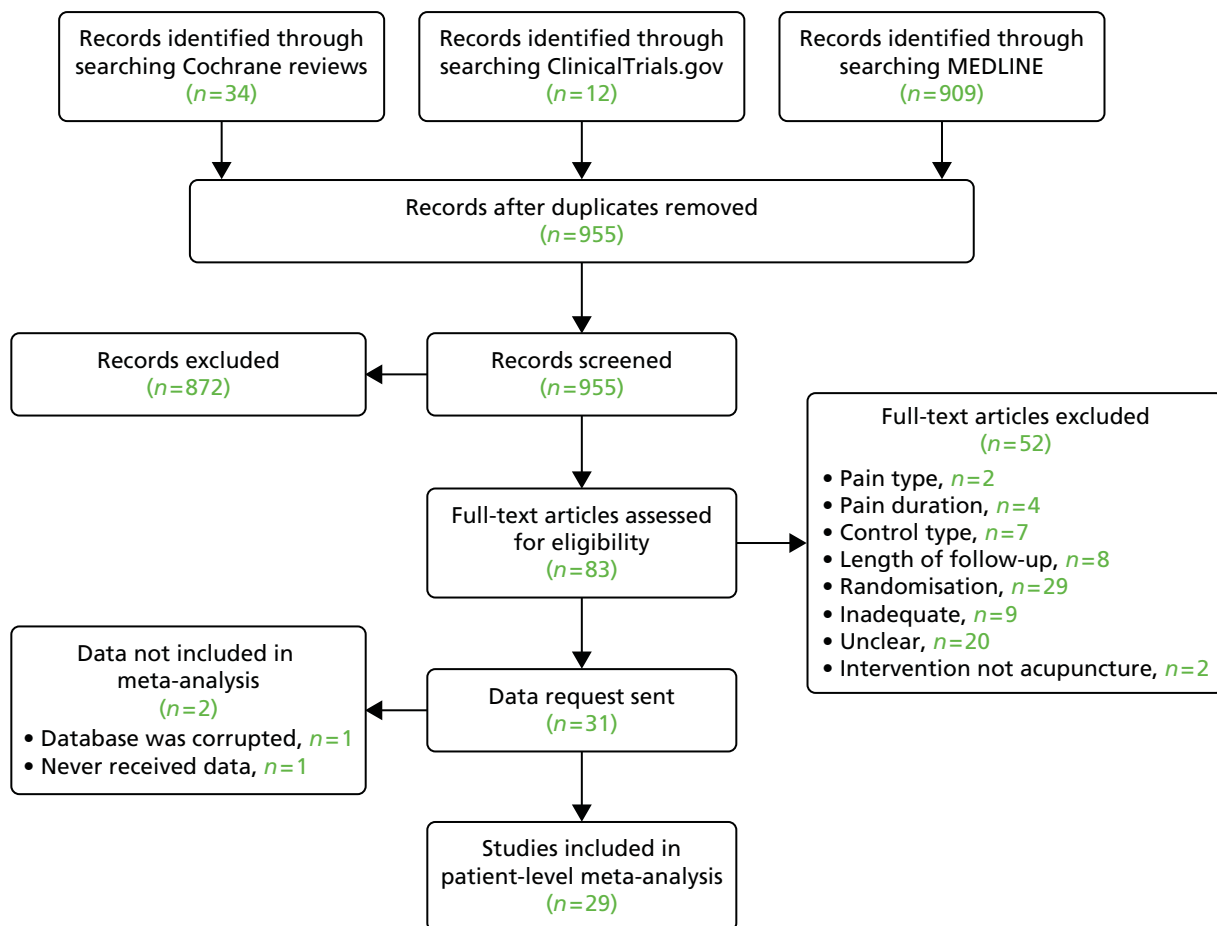 Records identified through
searching Cochrane reviews
(n=34)
Records identified through
searching ClinicalTrials.gov
(n=12)
Records identified through
searching MEDLINE
(n=909)
Records after duplicates removed
(n=955)
Records excluded
(n=872)
Records screened
(n=955)
Full-text articles assessed
for eligibility
(n=83)
Full-text articles excluded
(n=52)
• Pain type, n=2
• Pain duration, n=4
• Control type, n=7
• Length of follow-up, n=8
• Randomisation, n=29
• Inadequate, n=9
• Unclear, n=20
• Intervention not acupuncture, n=2
Data not included in
meta-analysis
(n=2)
• Database was corrupted, n=1
• Never received data, n=1
Data request sent
(n=31)
Studies included in
patient-level meta-analysis
(n=29)